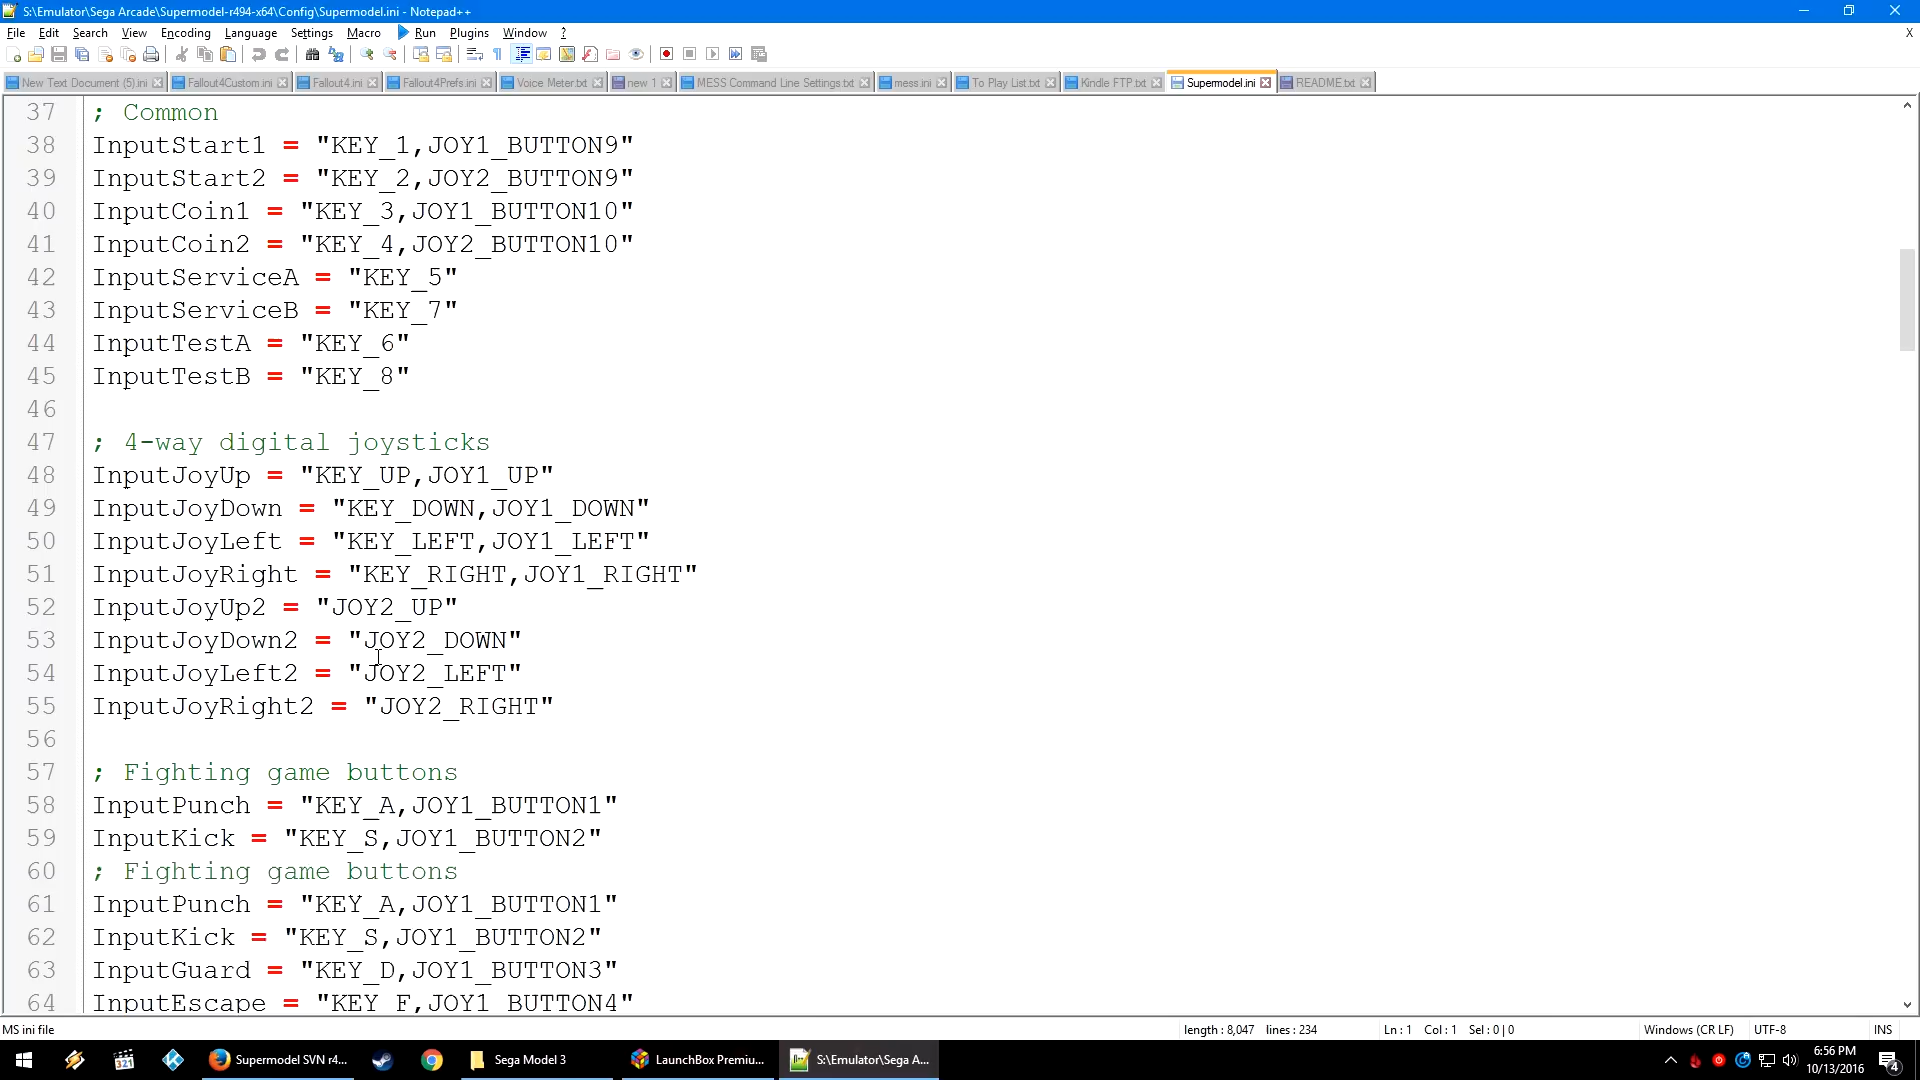 S:\Emulator\Sega Arcade\Supermodel-r494-x64\Config\Supermodel.ini - Notepad++
File Edit Search View Encoding Language Settings Macro Run Plugins Window ? X
New Text Document (5).ini Fallout4Custom.ini Fallout4.ini Fallout4Prefs.ini Voice Meter.txt new 1 MESS Command Line Settings.txt mess.ini To Play List.txt Kindle FTP.txt Supermodel.ini README.txt
37 ; Common
38 InputStart1 = "KEY_1,JOY1_BUTTON9"
39 InputStart2 = "KEY_2,JOY2_BUTTON9"
40 InputCoin1 = "KEY_3,JOY1_BUTTON10"
41 InputCoin2 = "KEY_4,JOY2_BUTTON10"
42 InputServiceA = "KEY_5"
43 InputServiceB = "KEY_7"
44 InputTestA = "KEY_6"
45 InputTestB = "KEY_8"
46
47 ; 4-way digital joysticks
48 InputJoyUp = "KEY_UP,JOY1_UP"
49 InputJoyDown = "KEY_DOWN,JOY1_DOWN"
50 InputJoyLeft = "KEY_LEFT,JOY1_LEFT"
51 InputJoyRight = "KEY_RIGHT,JOY1_RIGHT"
52 InputJoyUp2 = "JOY2_UP"
53 InputJoyDown2 = "JOY2_DOWN"
54 InputJoyLeft2 = "JOY2_LEFT"
55 InputJoyRight2 = "JOY2_RIGHT"
56
57 ; Fighting game buttons
58 InputPunch = "KEY_A,JOY1_BUTTON1"
59 InputKick = "KEY_S,JOY1_BUTTON2"
60 ; Fighting game buttons
61 InputPunch = "KEY_A,JOY1_BUTTON1"
62 InputKick = "KEY_S,JOY1_BUTTON2"
63 InputGuard = "KEY_D,JOY1_BUTTON3"
64 InputEscape = "KEY_F,JOY1_BUTTON4"
MS ini file length : 8,047 lines : 234 Ln : 1 Col : 1 Sel : 0 | 0 Windows (CR LF) UTF-8 INS
321 Supermodel SVN r4... Sega Model 3 LaunchBox Premiu... S:\Emulator\Sega A... 6:56 PM
10/13/2016 4